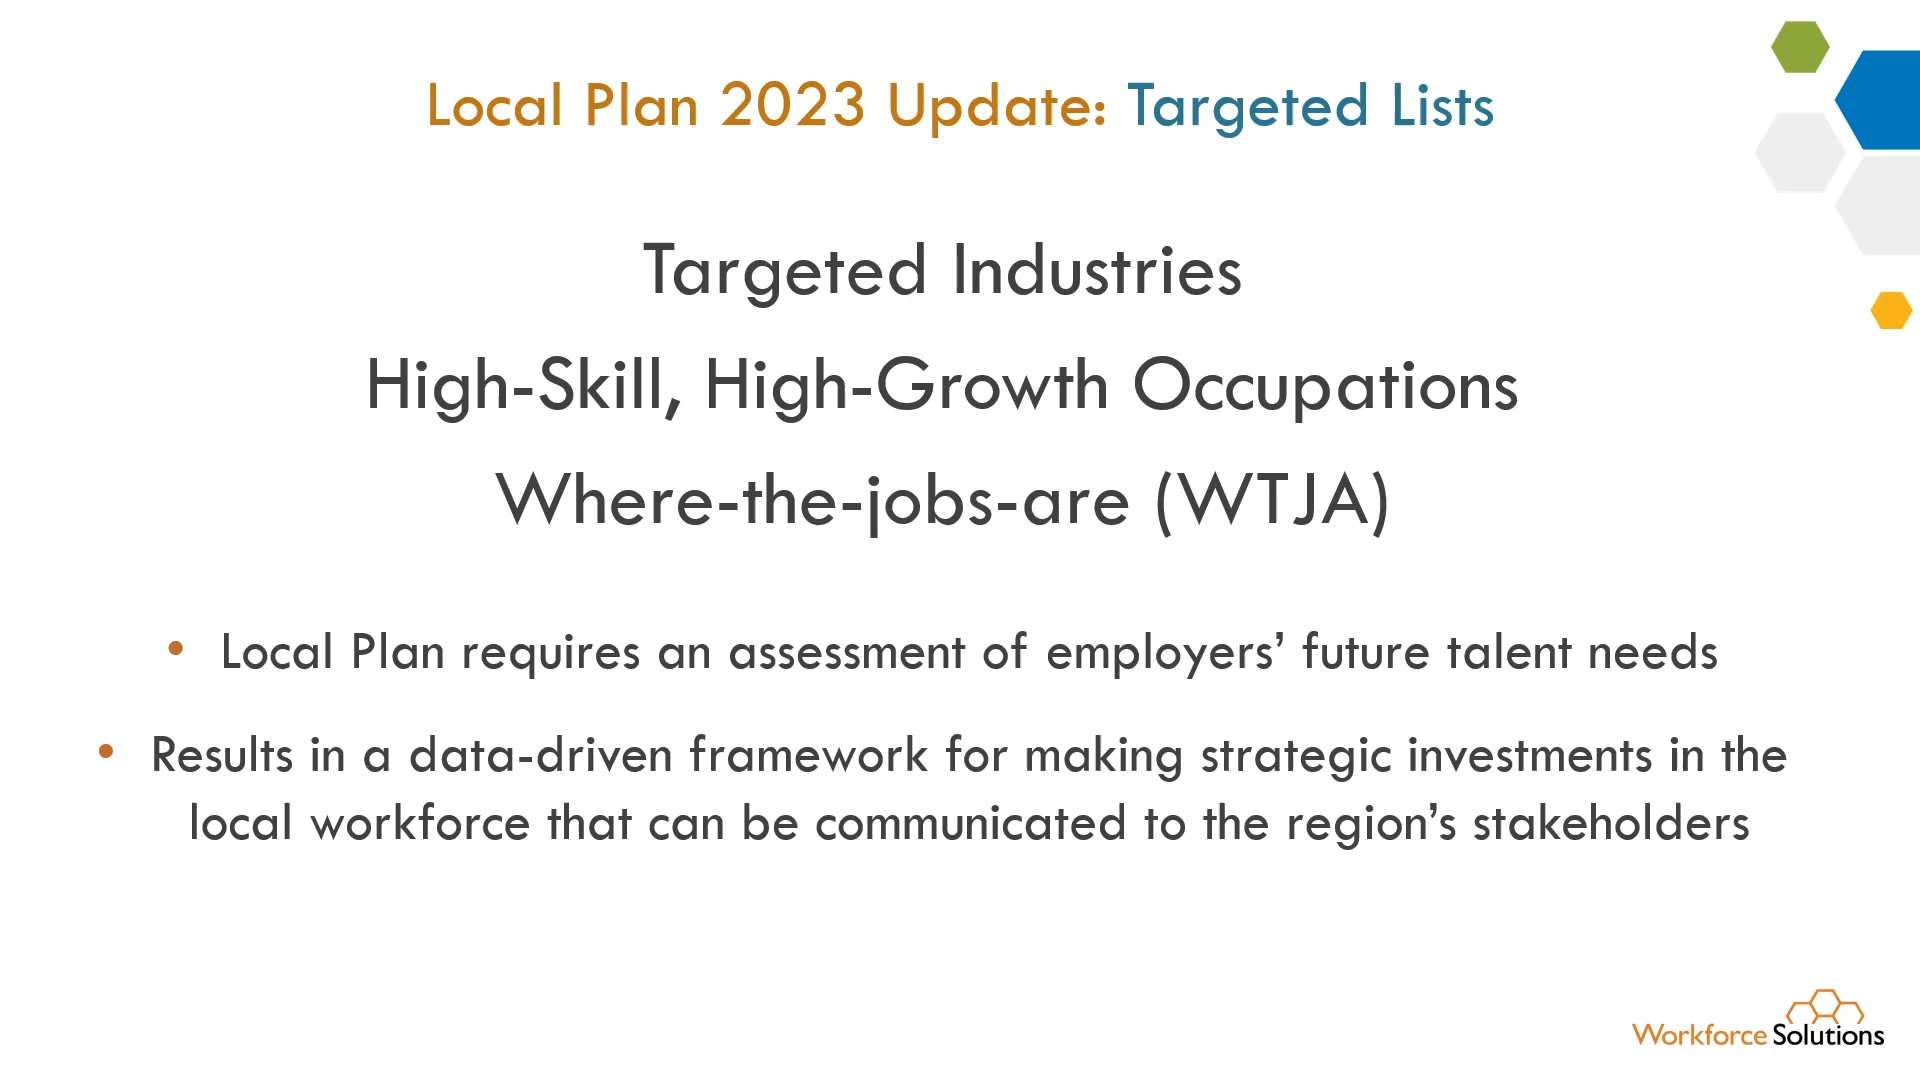 Local Plan 2023 Update: Targeted Lists
Targeted Industries
High-Skill, High-Growth Occupations
Where-the-jobs-are (WTJA)
• Local Plan requires an assessment of employers’ future talent needs
• Results in a data-driven framework for making strategic investments in the
local workforce that can be communicated to the region’s stakeholders
Workforce Solutions